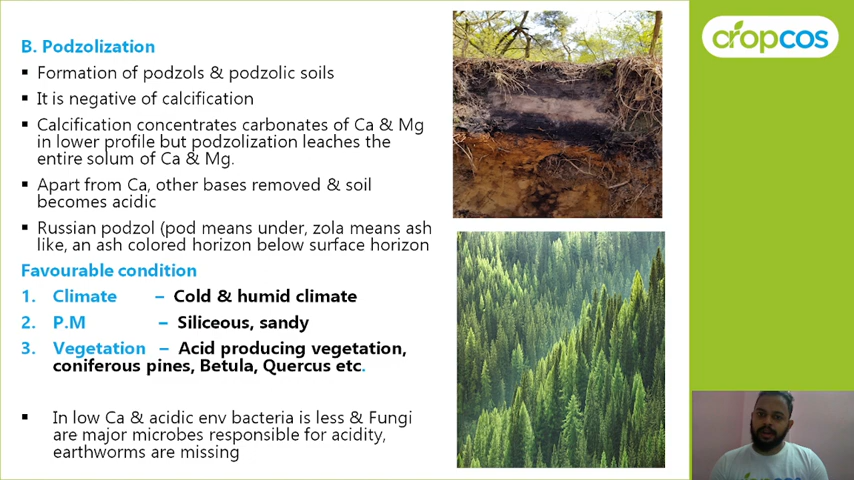 cropcos
B. Podzolization
▪ Formation of podzols & podzolic soils
▪ It is negative of calcification
▪ Calcification concentrates carbonates of Ca & Mg
in lower profile but podzolization leaches the
entire solum of Ca & Mg.
▪ Apart from Ca, other bases removed & soil
becomes acidic
▪ Russian podzol (pod means under, zola means ash
like, an ash colored horizon below surface horizon
Favourable condition
1. Climate – Cold & humid climate
2. P.M – Siliceous, sandy
3. Vegetation – Acid producing vegetation,
coniferous pines, Betula, Quercus etc.
▪ In low Ca & acidic env bacteria is less & Fungi
are major microbes responsible for acidity,
earthworms are missing
cropcos